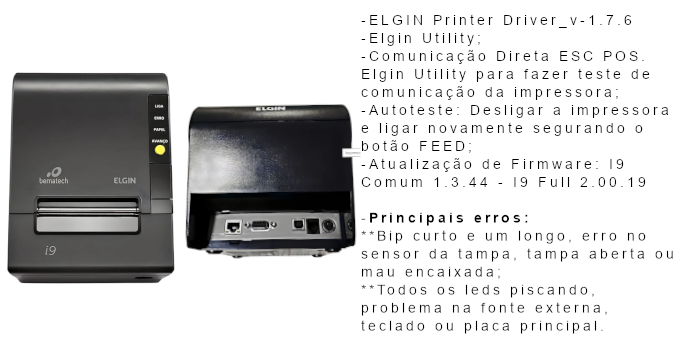 LIGA
ERRO
PAPEL
AVANÇO
bematech
ELGIN
i9
ELGIN
-ELGIN Printer Driver_v-1.7.6
-Elgin Utility;
-Comunicação Direta ESC POS.
Elgin Utility para fazer teste de
comunicação da impressora;
-Autoteste: Desligar a impressora
e ligar novamente segurando o
botão FEED;
-Atualização de Firmware: I9
Comum 1.3.44 - I9 Full 2.00.19
-Principais erros:
**Bip curto e um longo, erro no
sensor da tampa, tampa aberta ou
mau encaixada;
**Todos os leds piscando,
problema na fonte externa,
teclado ou placa principal.